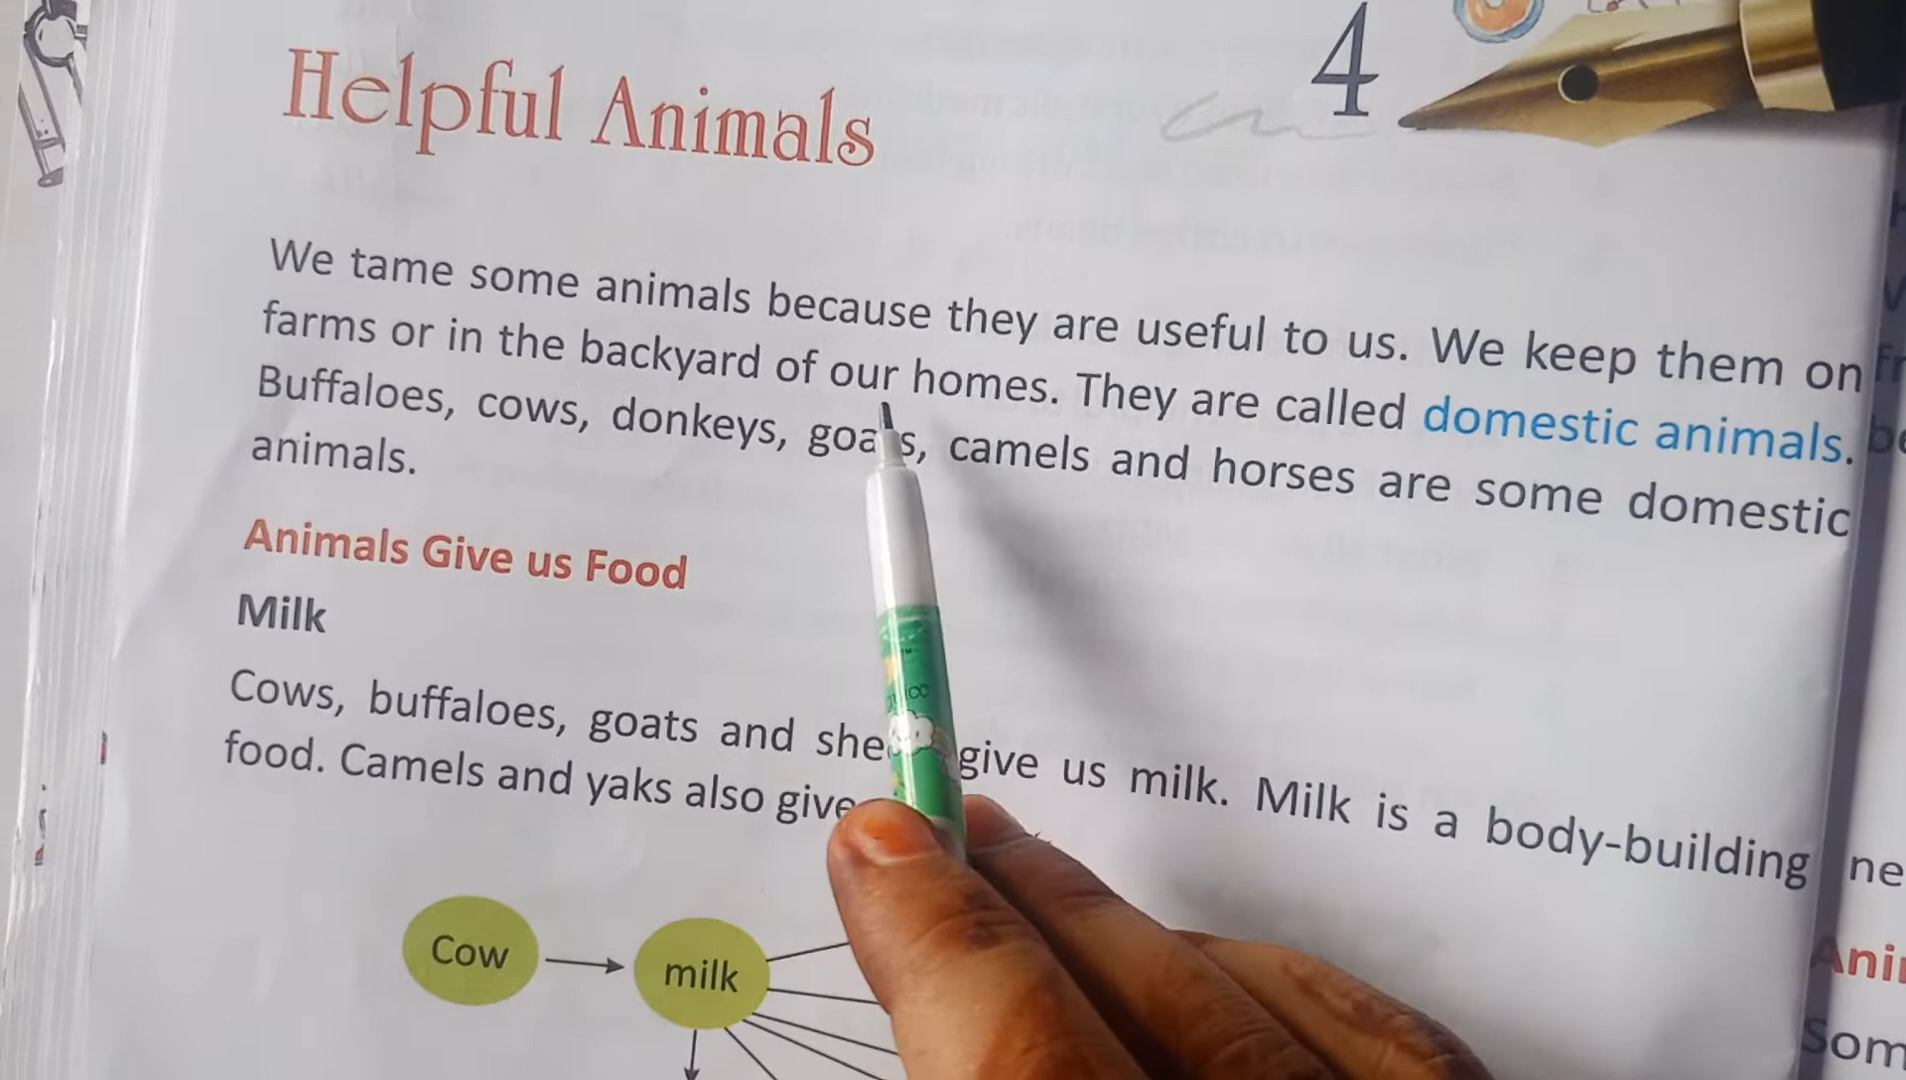 Helpful Animals
4
We tame some animals because they are useful to us. We keep them on
farms or in the backyard of our homes. They are called domestic animals.
Buffaloes, cows, donkeys, goats, camels and horses are some domestic
animals.
Animals Give us Food
Milk
Cows, buffaloes, goats and give us milk. Milk is a body-building
food. Camels and yaks also give
Cow
milk